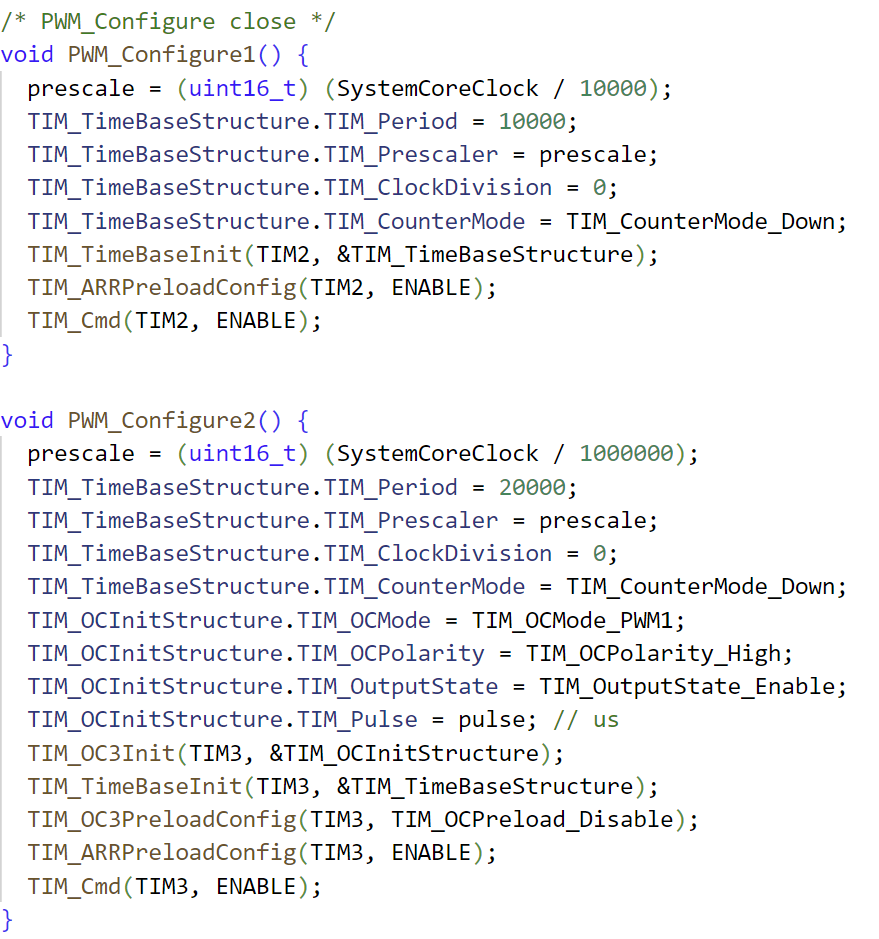 /* PWM_Configure close */
void PWM_Configure1() {
  prescale = (uint16_t) (SystemCoreClock / 10000);
  TIM_TimeBaseStructure.TIM_Period = 10000;
  TIM_TimeBaseStructure.TIM_Prescaler = prescale;
  TIM_TimeBaseStructure.TIM_ClockDivision = 0;
  TIM_TimeBaseStructure.TIM_CounterMode = TIM_CounterMode_Down;
  TIM_TimeBaseInit(TIM2, &TIM_TimeBaseStructure);
  TIM_ARRPreloadConfig(TIM2, ENABLE);
  TIM_Cmd(TIM2, ENABLE);
}

void PWM_Configure2() {
  prescale = (uint16_t) (SystemCoreClock / 1000000);
  TIM_TimeBaseStructure.TIM_Period = 20000;
  TIM_TimeBaseStructure.TIM_Prescaler = prescale;
  TIM_TimeBaseStructure.TIM_ClockDivision = 0;
  TIM_TimeBaseStructure.TIM_CounterMode = TIM_CounterMode_Down;
  TIM_OCInitStructure.TIM_OCMode = TIM_OCMode_PWM1;
  TIM_OCInitStructure.TIM_OCPolarity = TIM_OCPolarity_High;
  TIM_OCInitStructure.TIM_OutputState = TIM_OutputState_Enable;
  TIM_OCInitStructure.TIM_Pulse = pulse; // us
  TIM_OC3Init(TIM3, &TIM_OCInitStructure);
  TIM_TimeBaseInit(TIM3, &TIM_TimeBaseStructure);
  TIM_OC3PreloadConfig(TIM3, TIM_OCPreload_Disable);
  TIM_ARRPreloadConfig(TIM3, ENABLE);
  TIM_Cmd(TIM3, ENABLE);
}